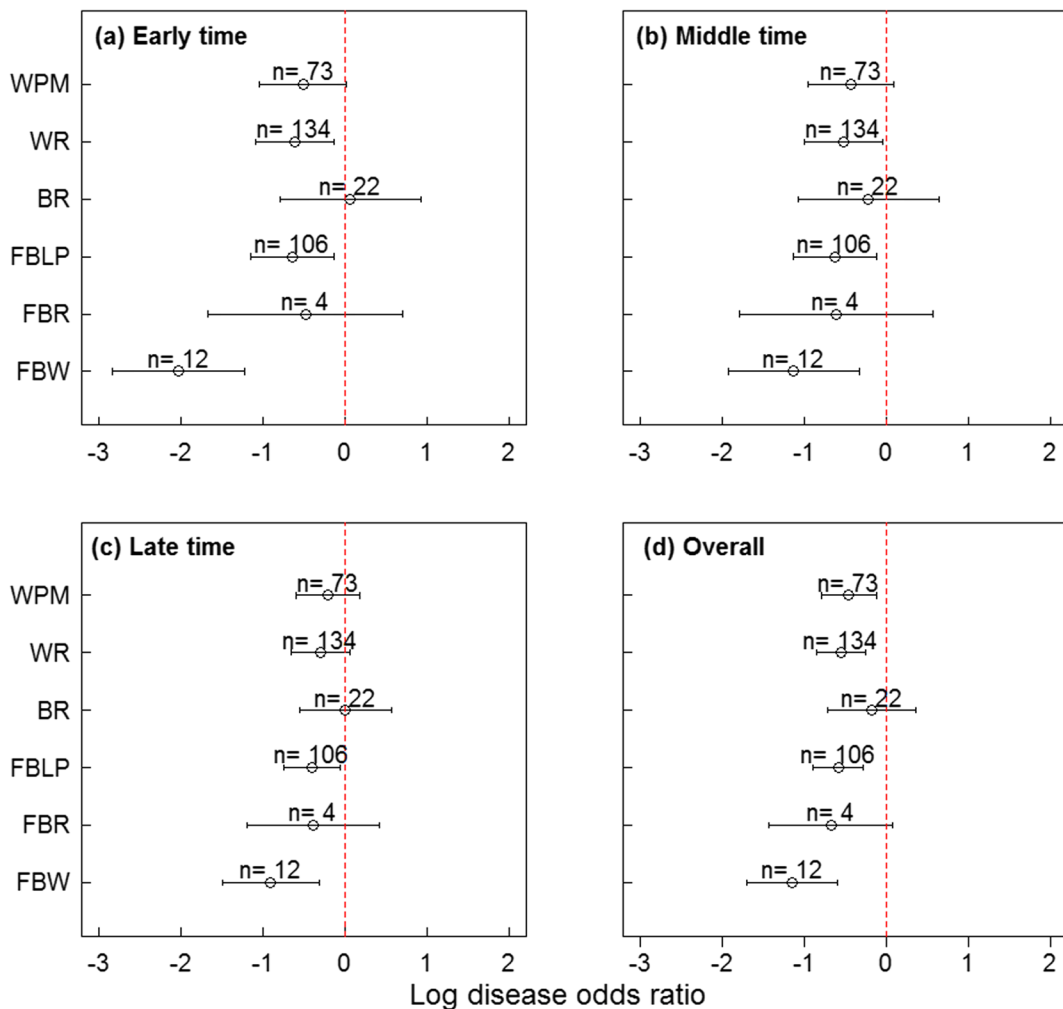 (a) Early time
WPM
n= 73
WR
n= 134
BR
n= 22
FBLP
n= 106
FBR
n= 4
FBW
n= 12
-3 -2 -1 0 1 2
(b) Middle time
n= 73
n= 134
n= 22
n= 106
n= 4
n= 12
-3 -2 -1 0 1 2
(c) Late time
WPM
n= 73
WR
n= 134
BR
n= 22
FBLP
n= 106
FBR
n= 4
FBW
n= 12
-3 -2 -1 0 1 2
(d) Overall
n= 73
n= 134
n= 22
n= 106
n= 4
n= 12
-3 -2 -1 0 1 2
Log disease odds ratio